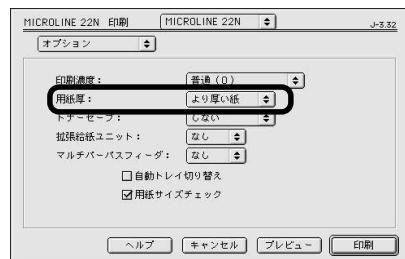 MICROLINE 22N 印刷 MICROLINE 22N J-3.32
オプション
印刷濃度： 普通（0）
用紙厚： より厚い紙
トナーセーブ： しない
拡張給紙ユニット： なし
マルチパーパスフィーダ： なし
自動トレイ切り替え
用紙サイズチェック
ヘルプ キャンセル プレビュー 印刷